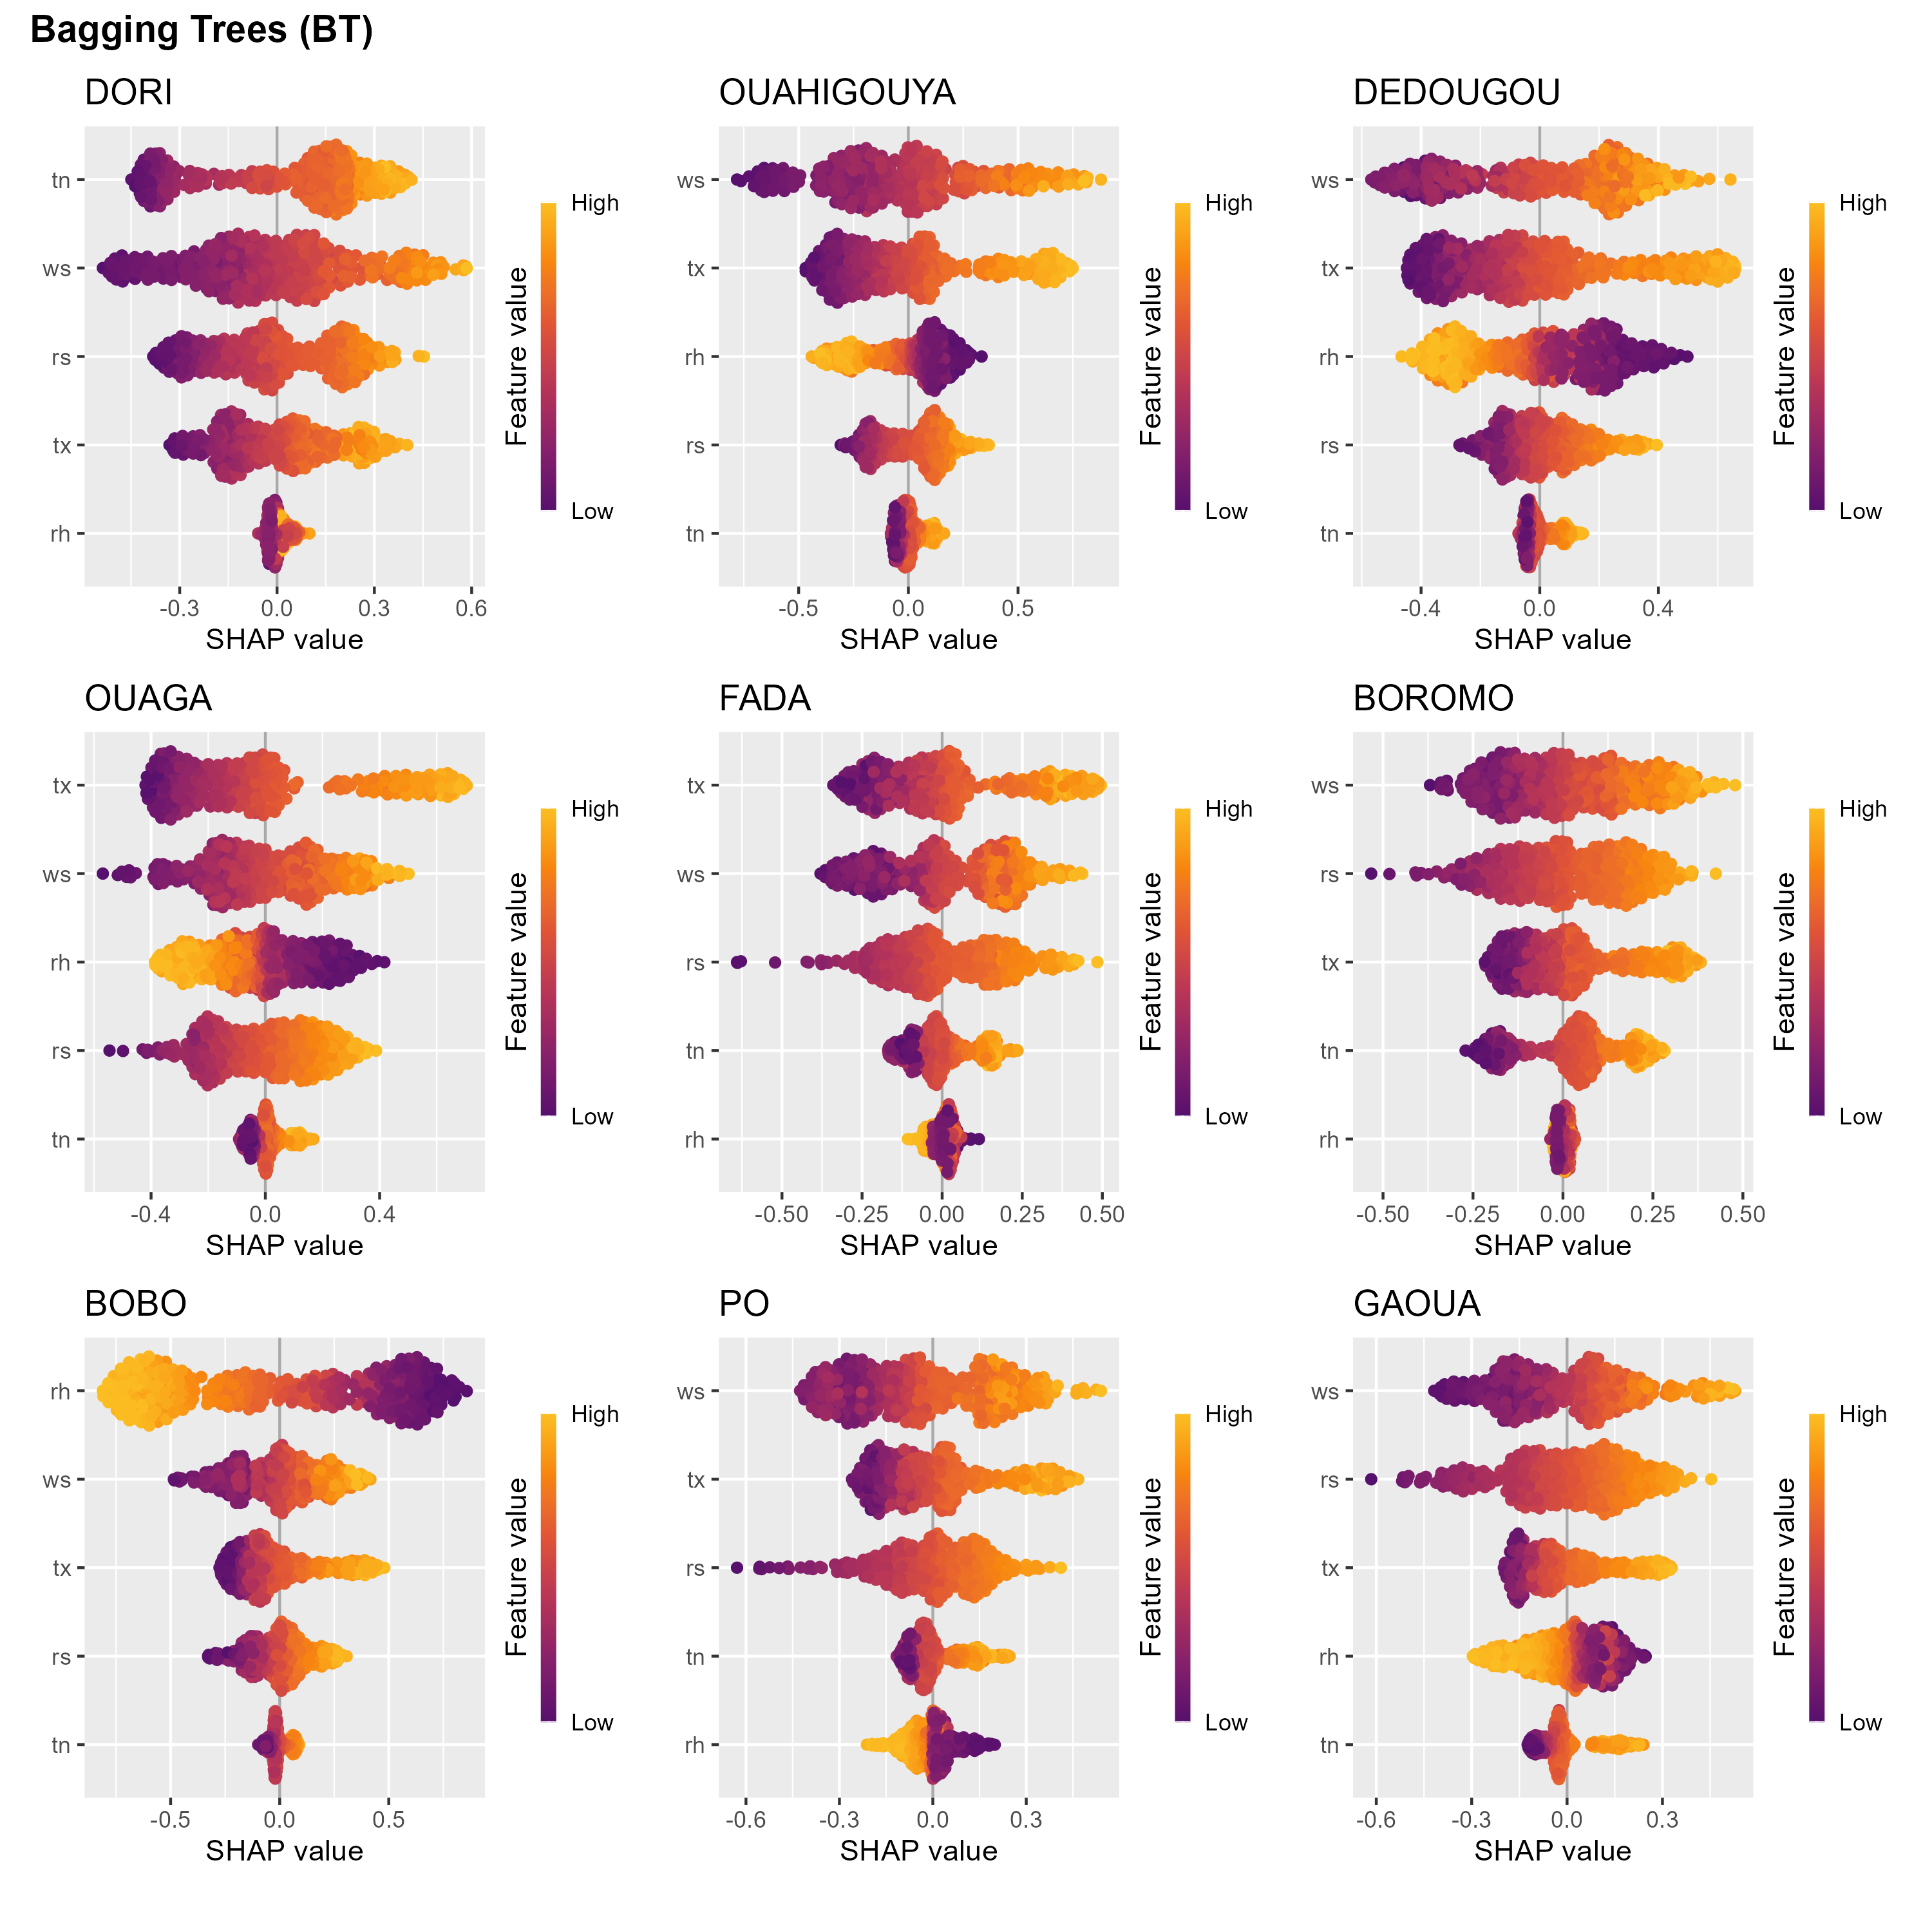 Bagging Trees (BT)
DORI
tn
ws
rs
tx
rh
-0.3 0.0 0.3 0.6
SHAP value
High
Feature value
Low
OUAHIGOUYA
ws
tx
rh
rs
tn
-0.5 0.0 0.5
SHAP value
High
Feature value
Low
DEDOUGOU
ws
tx
rh
rs
tn
-0.4 0.0 0.4
SHAP value
High
Feature value
Low
OUAGA
tx
ws
rh
rs
tn
-0.4 0.0 0.4
SHAP value
High
Feature value
Low
FADA
tx
ws
rs
tn
rh
-0.50 -0.25 0.00 0.25 0.50
SHAP value
High
Feature value
Low
BOROMO
ws
rs
tx
tn
rh
-0.50 -0.25 0.00 0.25 0.50
SHAP value
High
Feature value
Low
BOBO
rh
ws
tx
rs
tn
-0.5 0.0 0.5
SHAP value
High
Feature value
Low
PO
ws
tx
rs
tn
rh
-0.6 -0.3 0.0 0.3
SHAP value
High
Feature value
Low
GAOUA
ws
rs
tx
rh
tn
-0.6 -0.3 0.0 0.3
SHAP value
High
Feature value
Low